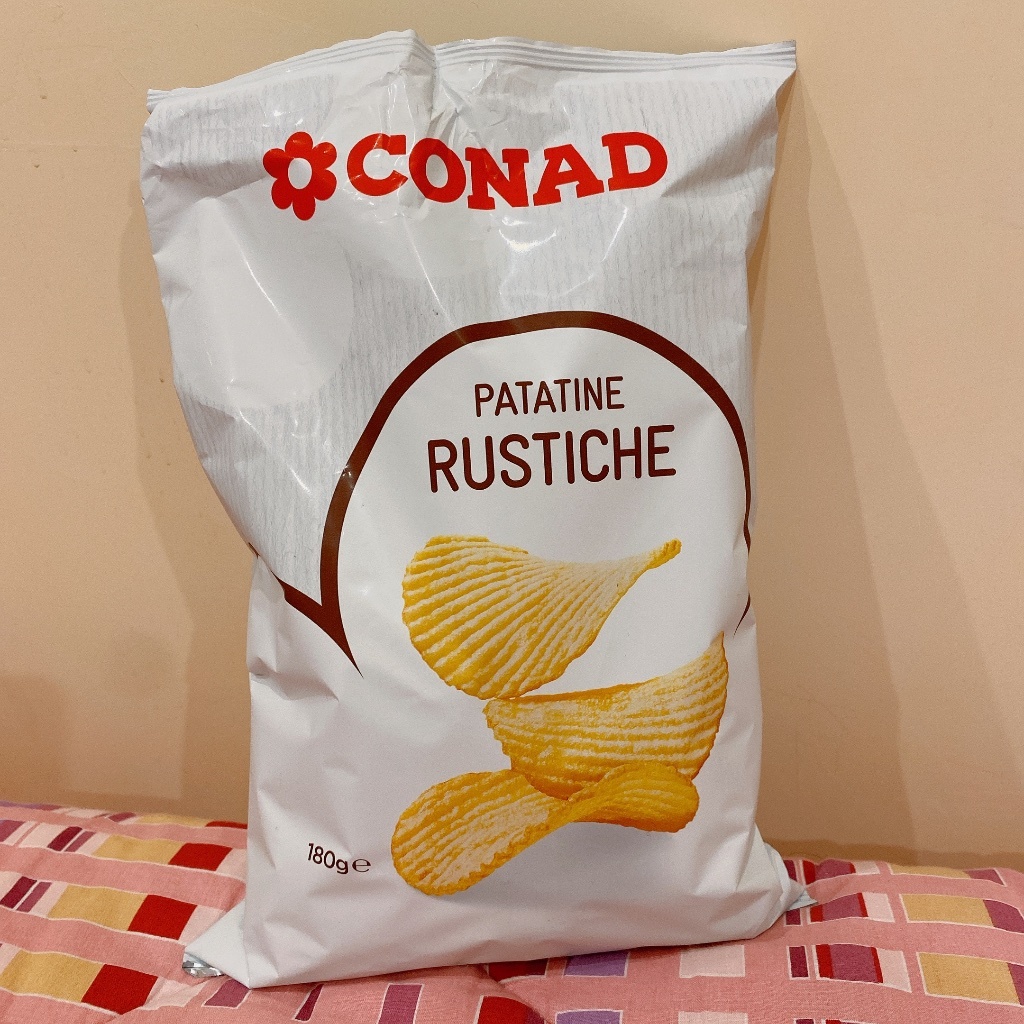 CONAD
PATATINE
RUSTICHE
180g e